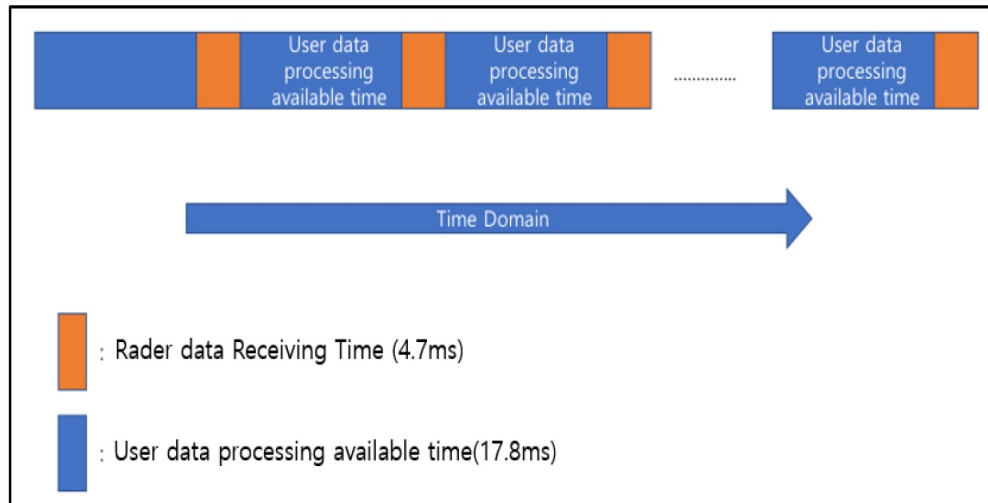 User data
processing
available time
User data
processing
available time
.............
User data
processing
available time
Time Domain
: Rader data Receiving Time (4.7ms)
: User data processing available time(17.8ms)